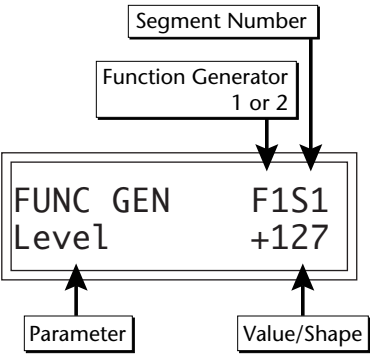 Segment Number
Function Generator
1 or 2
FUNC GEN F1S1
Level +127
Parameter
Value/Shape